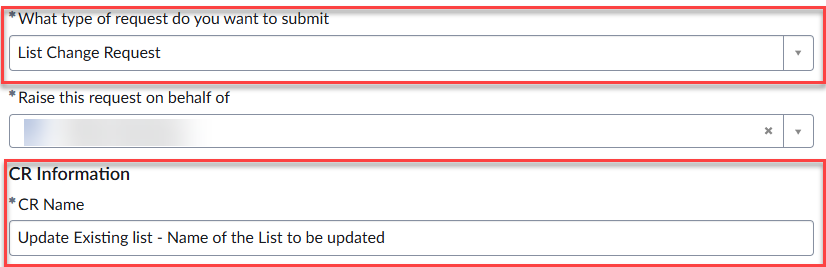 *What type of request do you want to submit
List Change Request
*Raise this request on behalf of
CR Information
*CR Name
Update Existing list - Name of the List to be updated